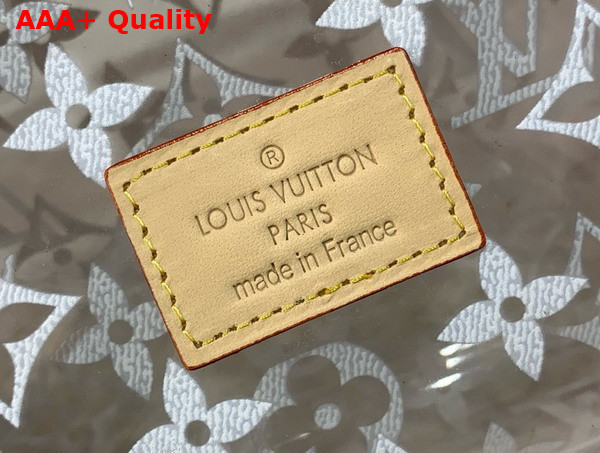 AAA+ Quality
®
LOUIS VUITTON
PARIS
made in France